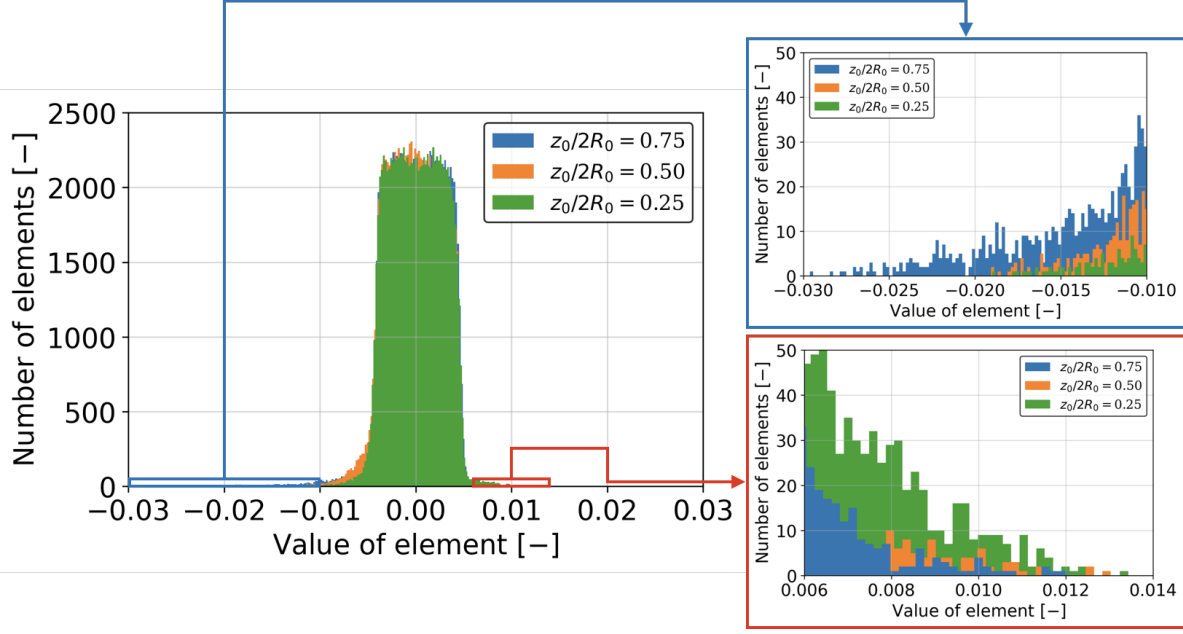 Number of elements [−]
2500
2000
1500
1000
500
0
−0.03 −0.02 −0.01 0.00 0.01 0.02 0.03
Value of element [−]
z₀/2R₀ = 0.75
z₀/2R₀ = 0.50
z₀/2R₀ = 0.25
Number of elements [−]
50
40
30
20
10
0
−0.030 −0.025 −0.020 −0.015 −0.010
Value of element [−]
z₀/2R₀ = 0.75
z₀/2R₀ = 0.50
z₀/2R₀ = 0.25
Number of elements [−]
50
40
30
20
10
0
0.006 0.008 0.010 0.012 0.014
Value of element [−]
z₀/2R₀ = 0.75
z₀/2R₀ = 0.50
z₀/2R₀ = 0.25